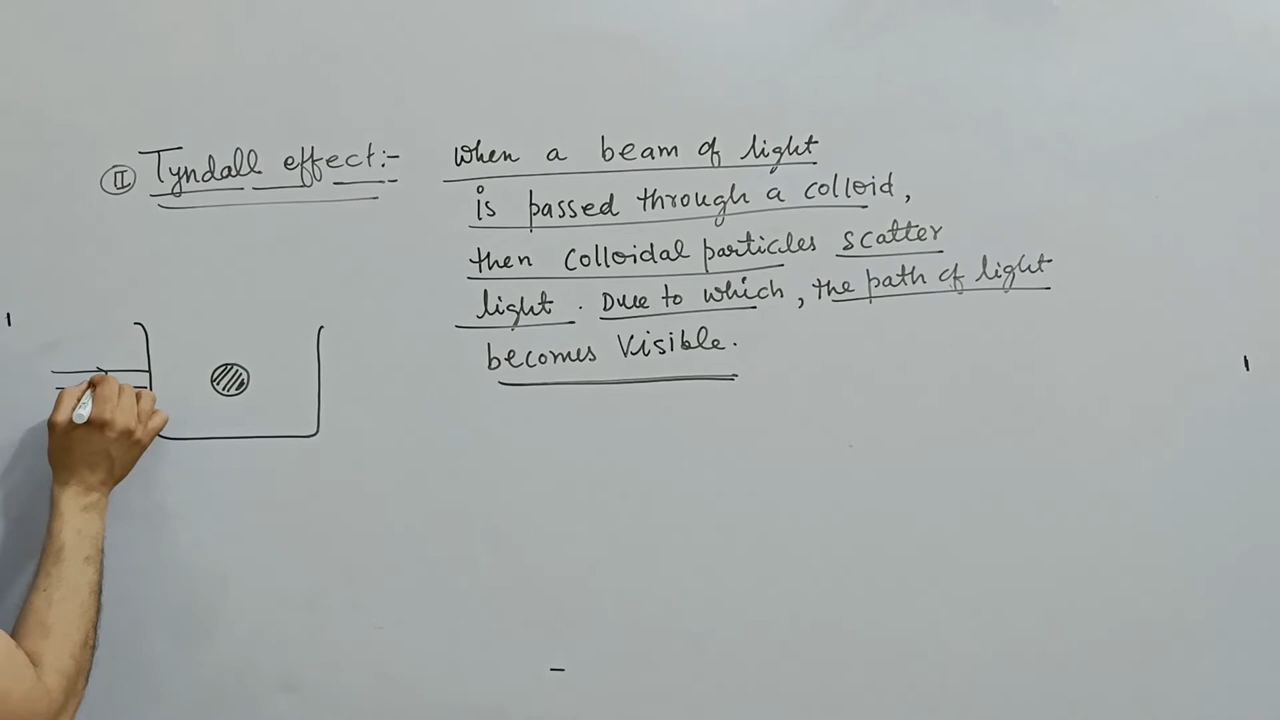 II Tyndall effect:- when a beam of light
is passed through a colloid,
then colloidal particles scatter
light. Due to which, the path of light
becomes visible.